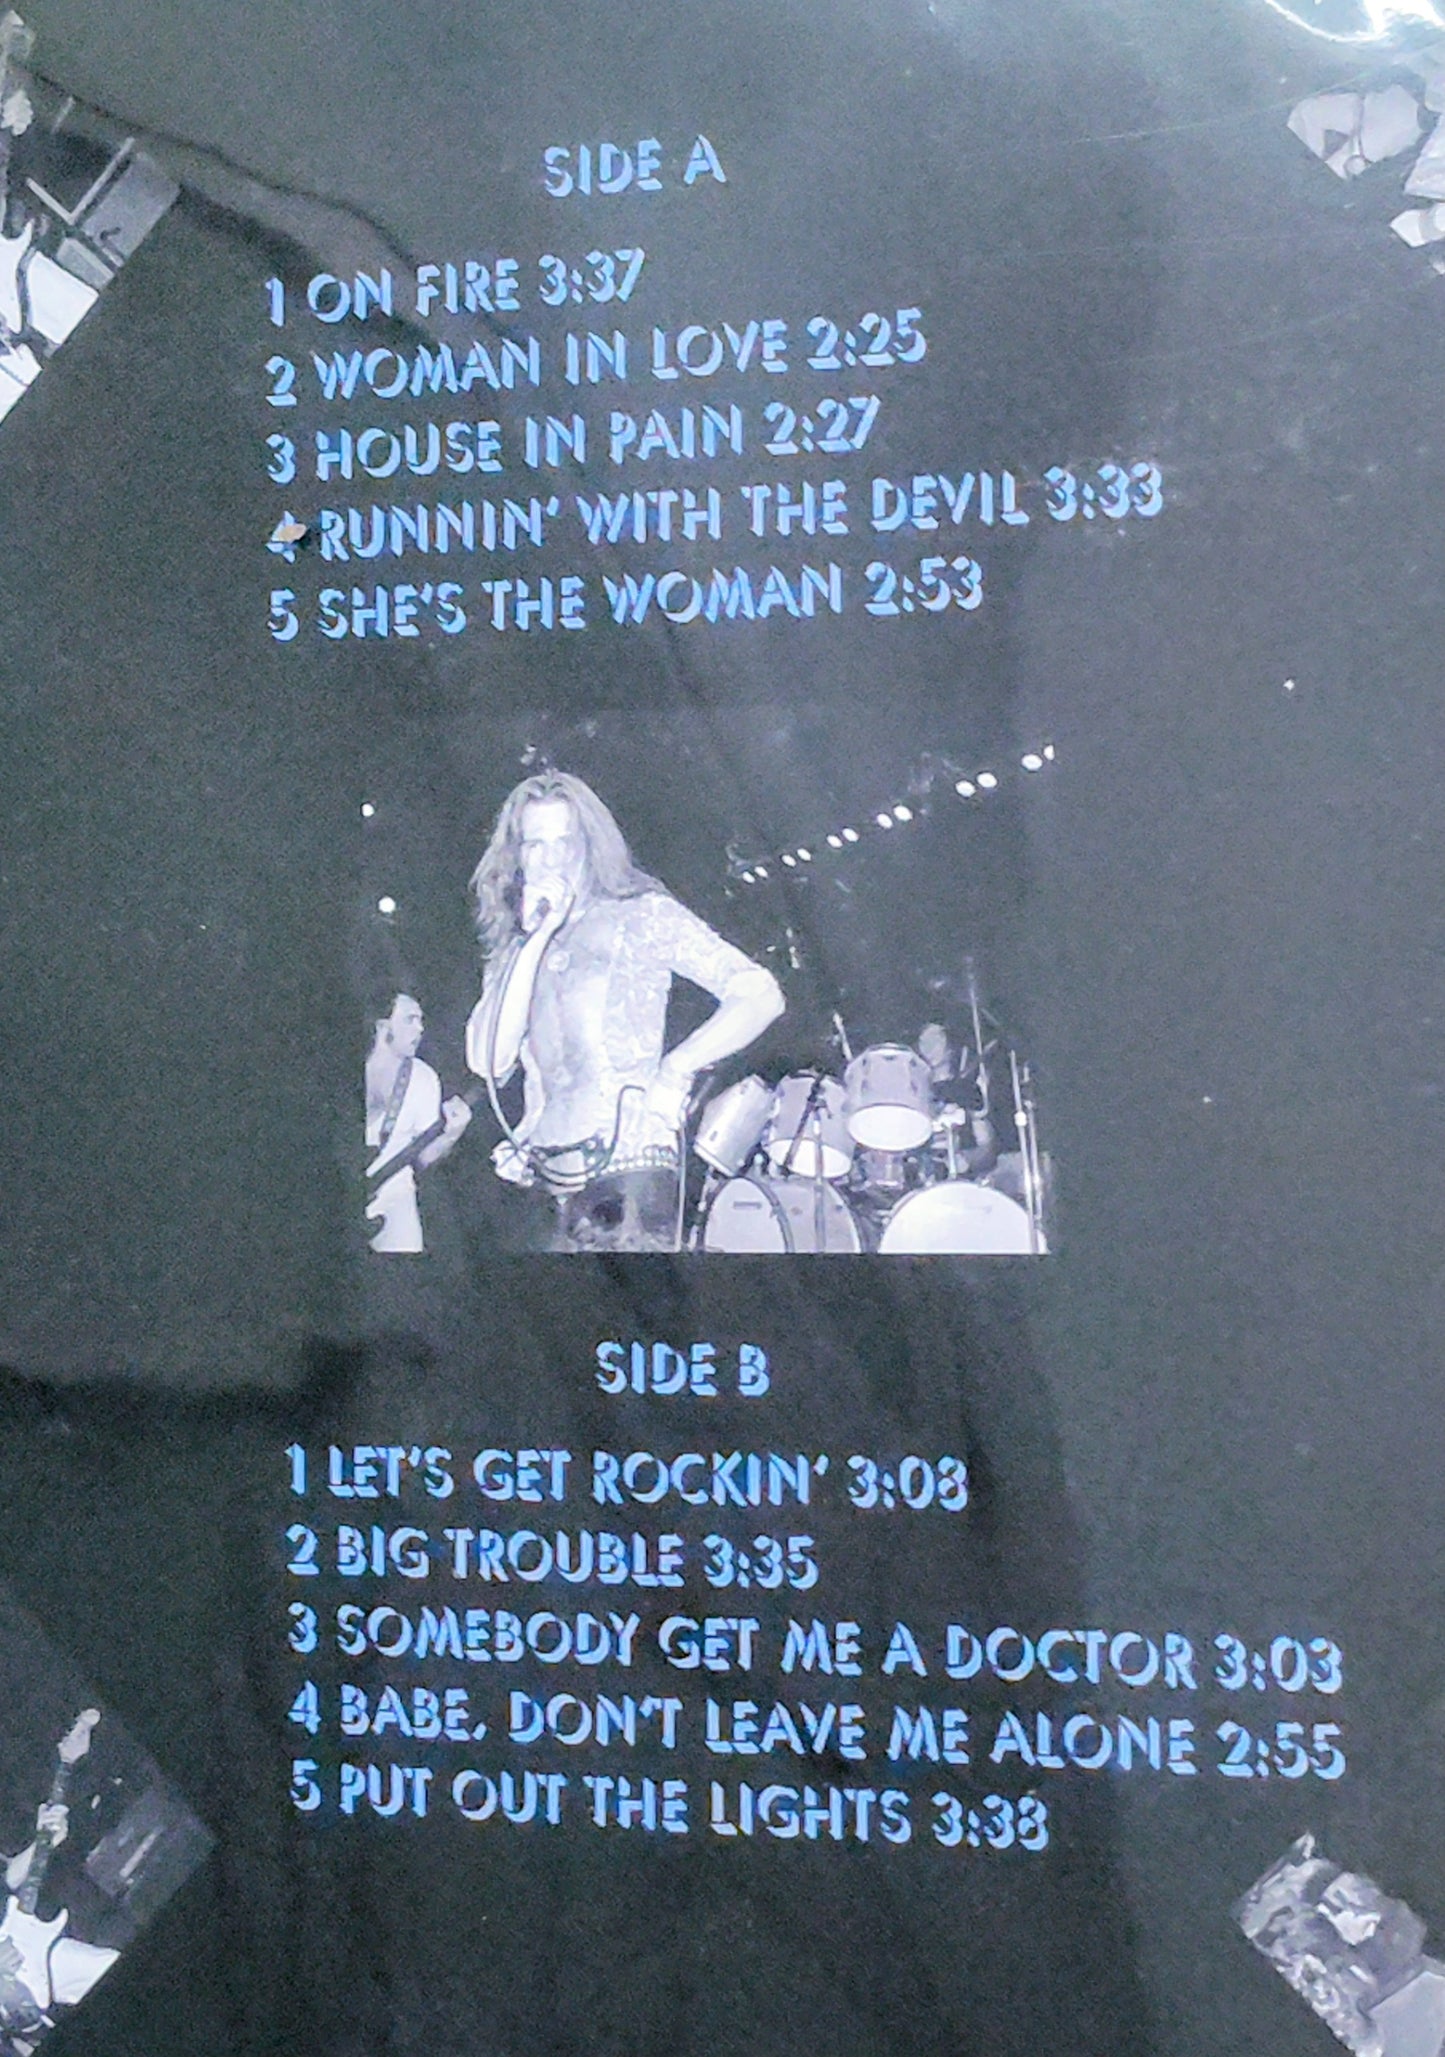 SIDE A
1 ON FIRE 3:37
2 WOMAN IN LOVE 2:25
3 HOUSE IN PAIN 2:27
4 RUNNIN' WITH THE DEVIL 3:33
5 SHE'S THE WOMAN 2:53
SIDE B
1 LET'S GET ROCKIN' 3:08
2 BIG TROUBLE 3:35
3 SOMEBODY GET ME A DOCTOR 3:03
4 BABE, DON'T LEAVE ME ALONE 2:55
5 PUT OUT THE LIGHTS 3:38